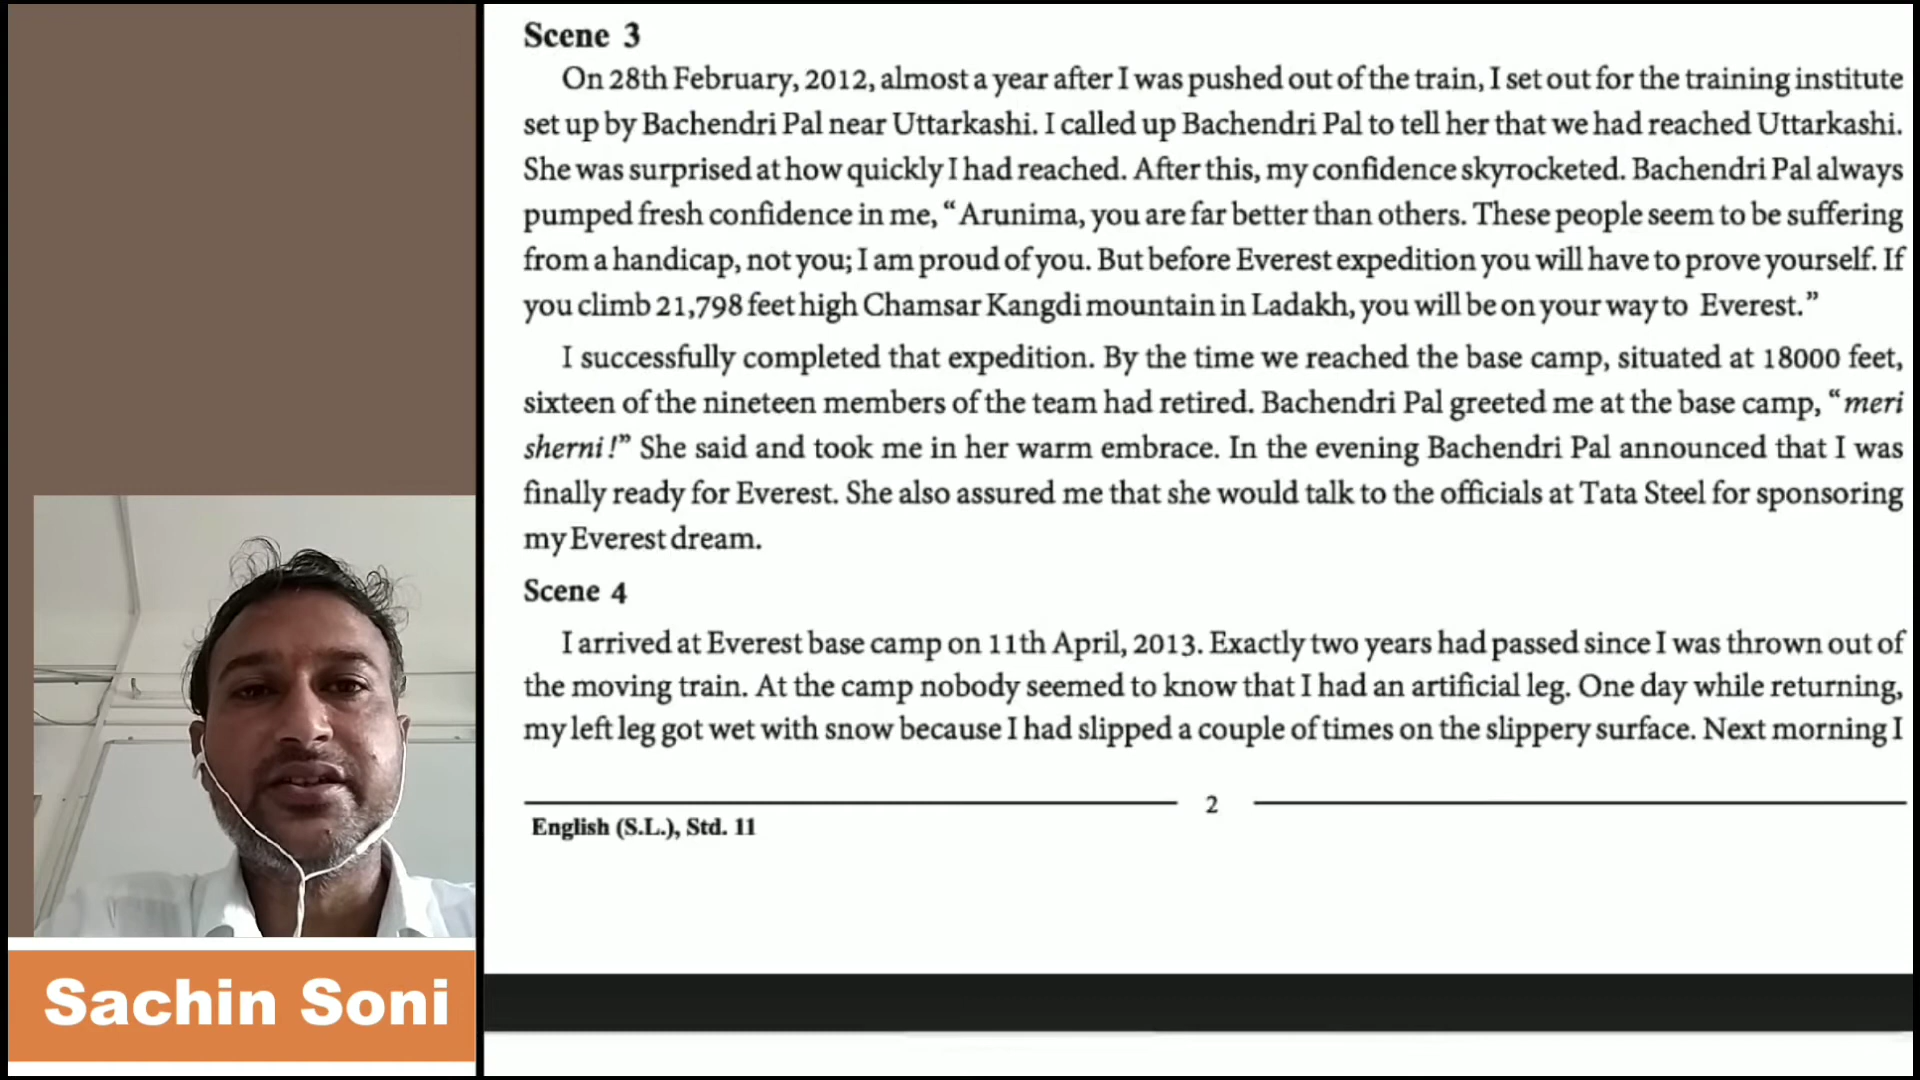 Scene 3
On 28th February, 2012, almost a year after I was pushed out of the train, I set out for the training institute
set up by Bachendri Pal near Uttarkashi. I called up Bachendri Pal to tell her that we had reached Uttarkashi.
She was surprised at how quickly I had reached. After this, my confidence skyrocketed. Bachendri Pal always
pumped fresh confidence in me, “Arunima, you are far better than others. These people seem to be suffering
from a handicap, not you; I am proud of you. But before Everest expedition you will have to prove yourself. If
you climb 21,798 feet high Chamsar Kangdi mountain in Ladakh, you will be on your way to Everest.”
I successfully completed that expedition. By the time we reached the base camp, situated at 18000 feet,
sixteen of the nineteen members of the team had retired. Bachendri Pal greeted me at the base camp, “meri
sherni!” She said and took me in her warm embrace. In the evening Bachendri Pal announced that I was
finally ready for Everest. She also assured me that she would talk to the officials at Tata Steel for sponsoring
my Everest dream.
Scene 4
I arrived at Everest base camp on 11th April, 2013. Exactly two years had passed since I was thrown out of
the moving train. At the camp nobody seemed to know that I had an artificial leg. One day while returning,
my left leg got wet with snow because I had slipped a couple of times on the slippery surface. Next morning I
2
English (S.L.), Std. 11
Sachin Soni